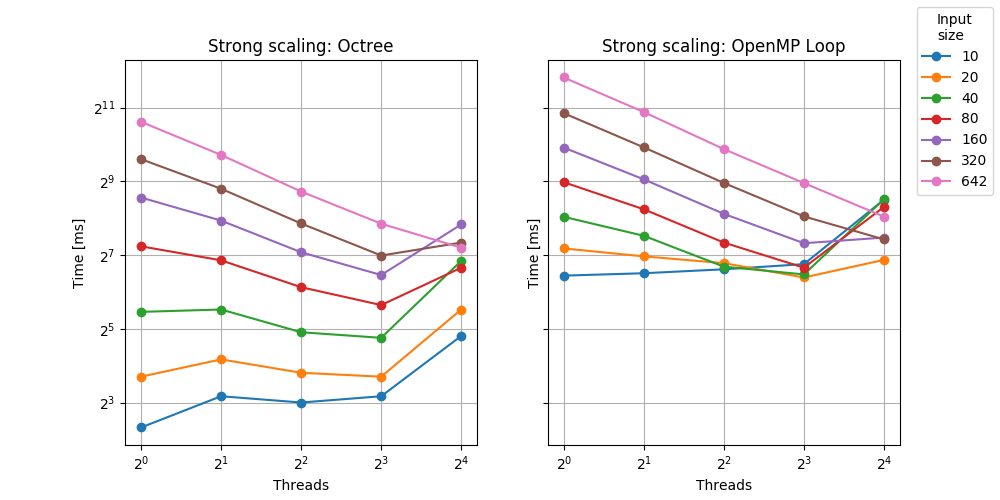 Strong scaling: Octree
Time [ms]
2^11
2^9
2^7
2^5
2^3
2^0 2^1 2^2 2^3 2^4
Threads
Strong scaling: OpenMP Loop
Time [ms]
2^0 2^1 2^2 2^3 2^4
Threads
Input
size
10
20
40
80
160
320
642